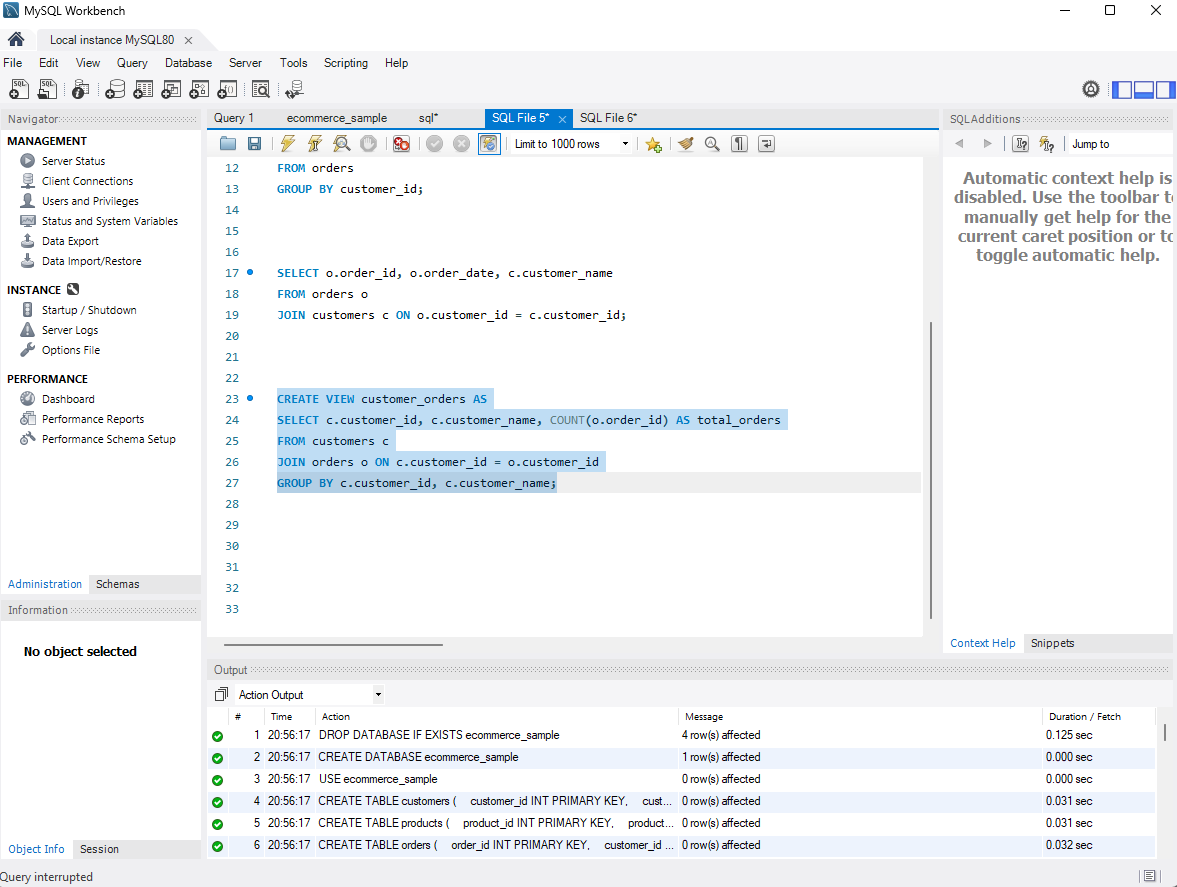 MySQL Workbench
Local instance MySQL80
File Edit View Query Database Server Tools Scripting Help
Navigator
MANAGEMENT
Server Status
Client Connections
Users and Privileges
Status and System Variables
Data Export
Data Import/Restore
INSTANCE
Startup / Shutdown
Server Logs
Options File
PERFORMANCE
Dashboard
Performance Reports
Performance Schema Setup
Administration Schemas
Information
No object selected
Object Info Session
Query 1 ecommerce_sample sql* SQL File 5* SQL File 6*
Limit to 1000 rows
12 FROM orders
13 GROUP BY customer_id;
14
15
16
17 SELECT o.order_id, o.order_date, c.customer_name
18 FROM orders o
19 JOIN customers c ON o.customer_id = c.customer_id;
20
21
22
23 CREATE VIEW customer_orders AS
24 SELECT c.customer_id, c.customer_name, COUNT(o.order_id) AS total_orders
25 FROM customers c
26 JOIN orders o ON c.customer_id = o.customer_id
27 GROUP BY c.customer_id, c.customer_name;
28
29
30
31
32
33
SQLAdditions
Jump to
Automatic context help is
disabled. Use the toolbar to
manually get help for the
current caret position or to
toggle automatic help.
Context Help Snippets
Output
Action Output
# Time Action Message Duration / Fetch
1 20:56:17 DROP DATABASE IF EXISTS ecommerce_sample 4 row(s) affected 0.125 sec
2 20:56:17 CREATE DATABASE ecommerce_sample 1 row(s) affected 0.000 sec
3 20:56:17 USE ecommerce_sample 0 row(s) affected 0.000 sec
4 20:56:17 CREATE TABLE customers ( customer_id INT PRIMARY KEY, cust... 0 row(s) affected 0.031 sec
5 20:56:17 CREATE TABLE products ( product_id INT PRIMARY KEY, product... 0 row(s) affected 0.031 sec
6 20:56:17 CREATE TABLE orders ( order_id INT PRIMARY KEY, customer_id ... 0 row(s) affected 0.032 sec
Query interrupted